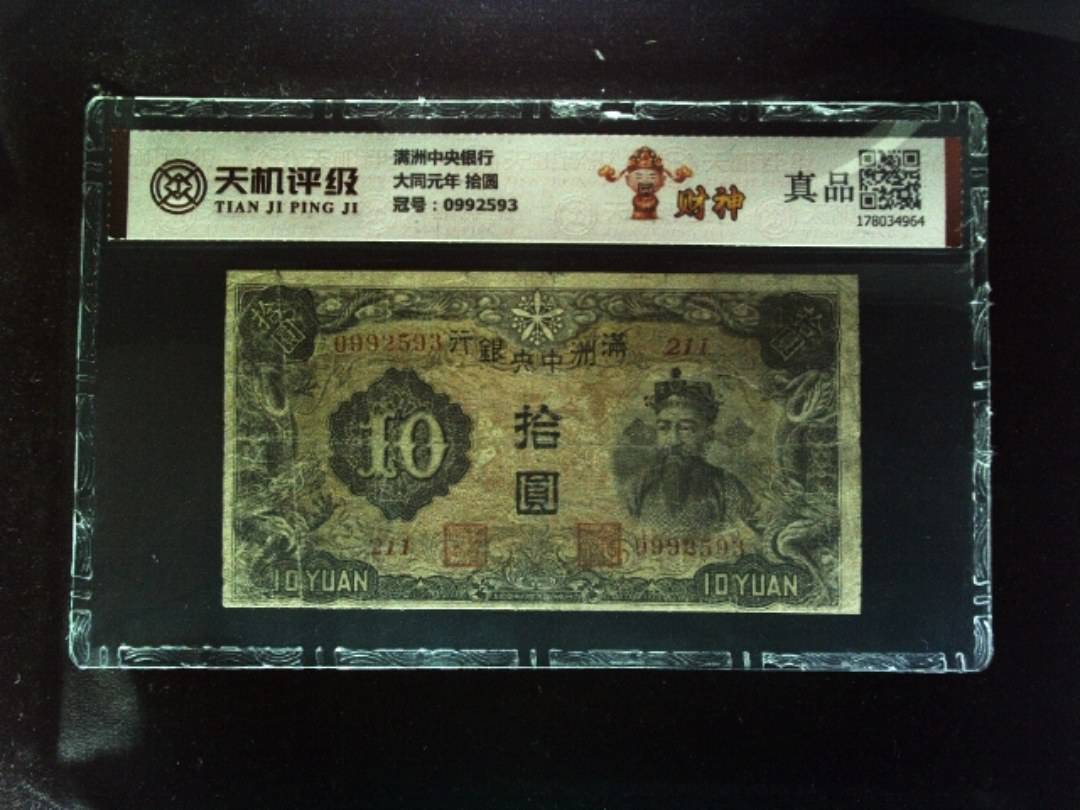 天机评级
TIAN JI PING JI
满洲中央银行
大同元年 拾圆
冠号：0992593
财神
真品
178034964
0992593
行銀央中洲滿
211
10
拾
圓
211
0992593
10 YUAN
10 YUAN